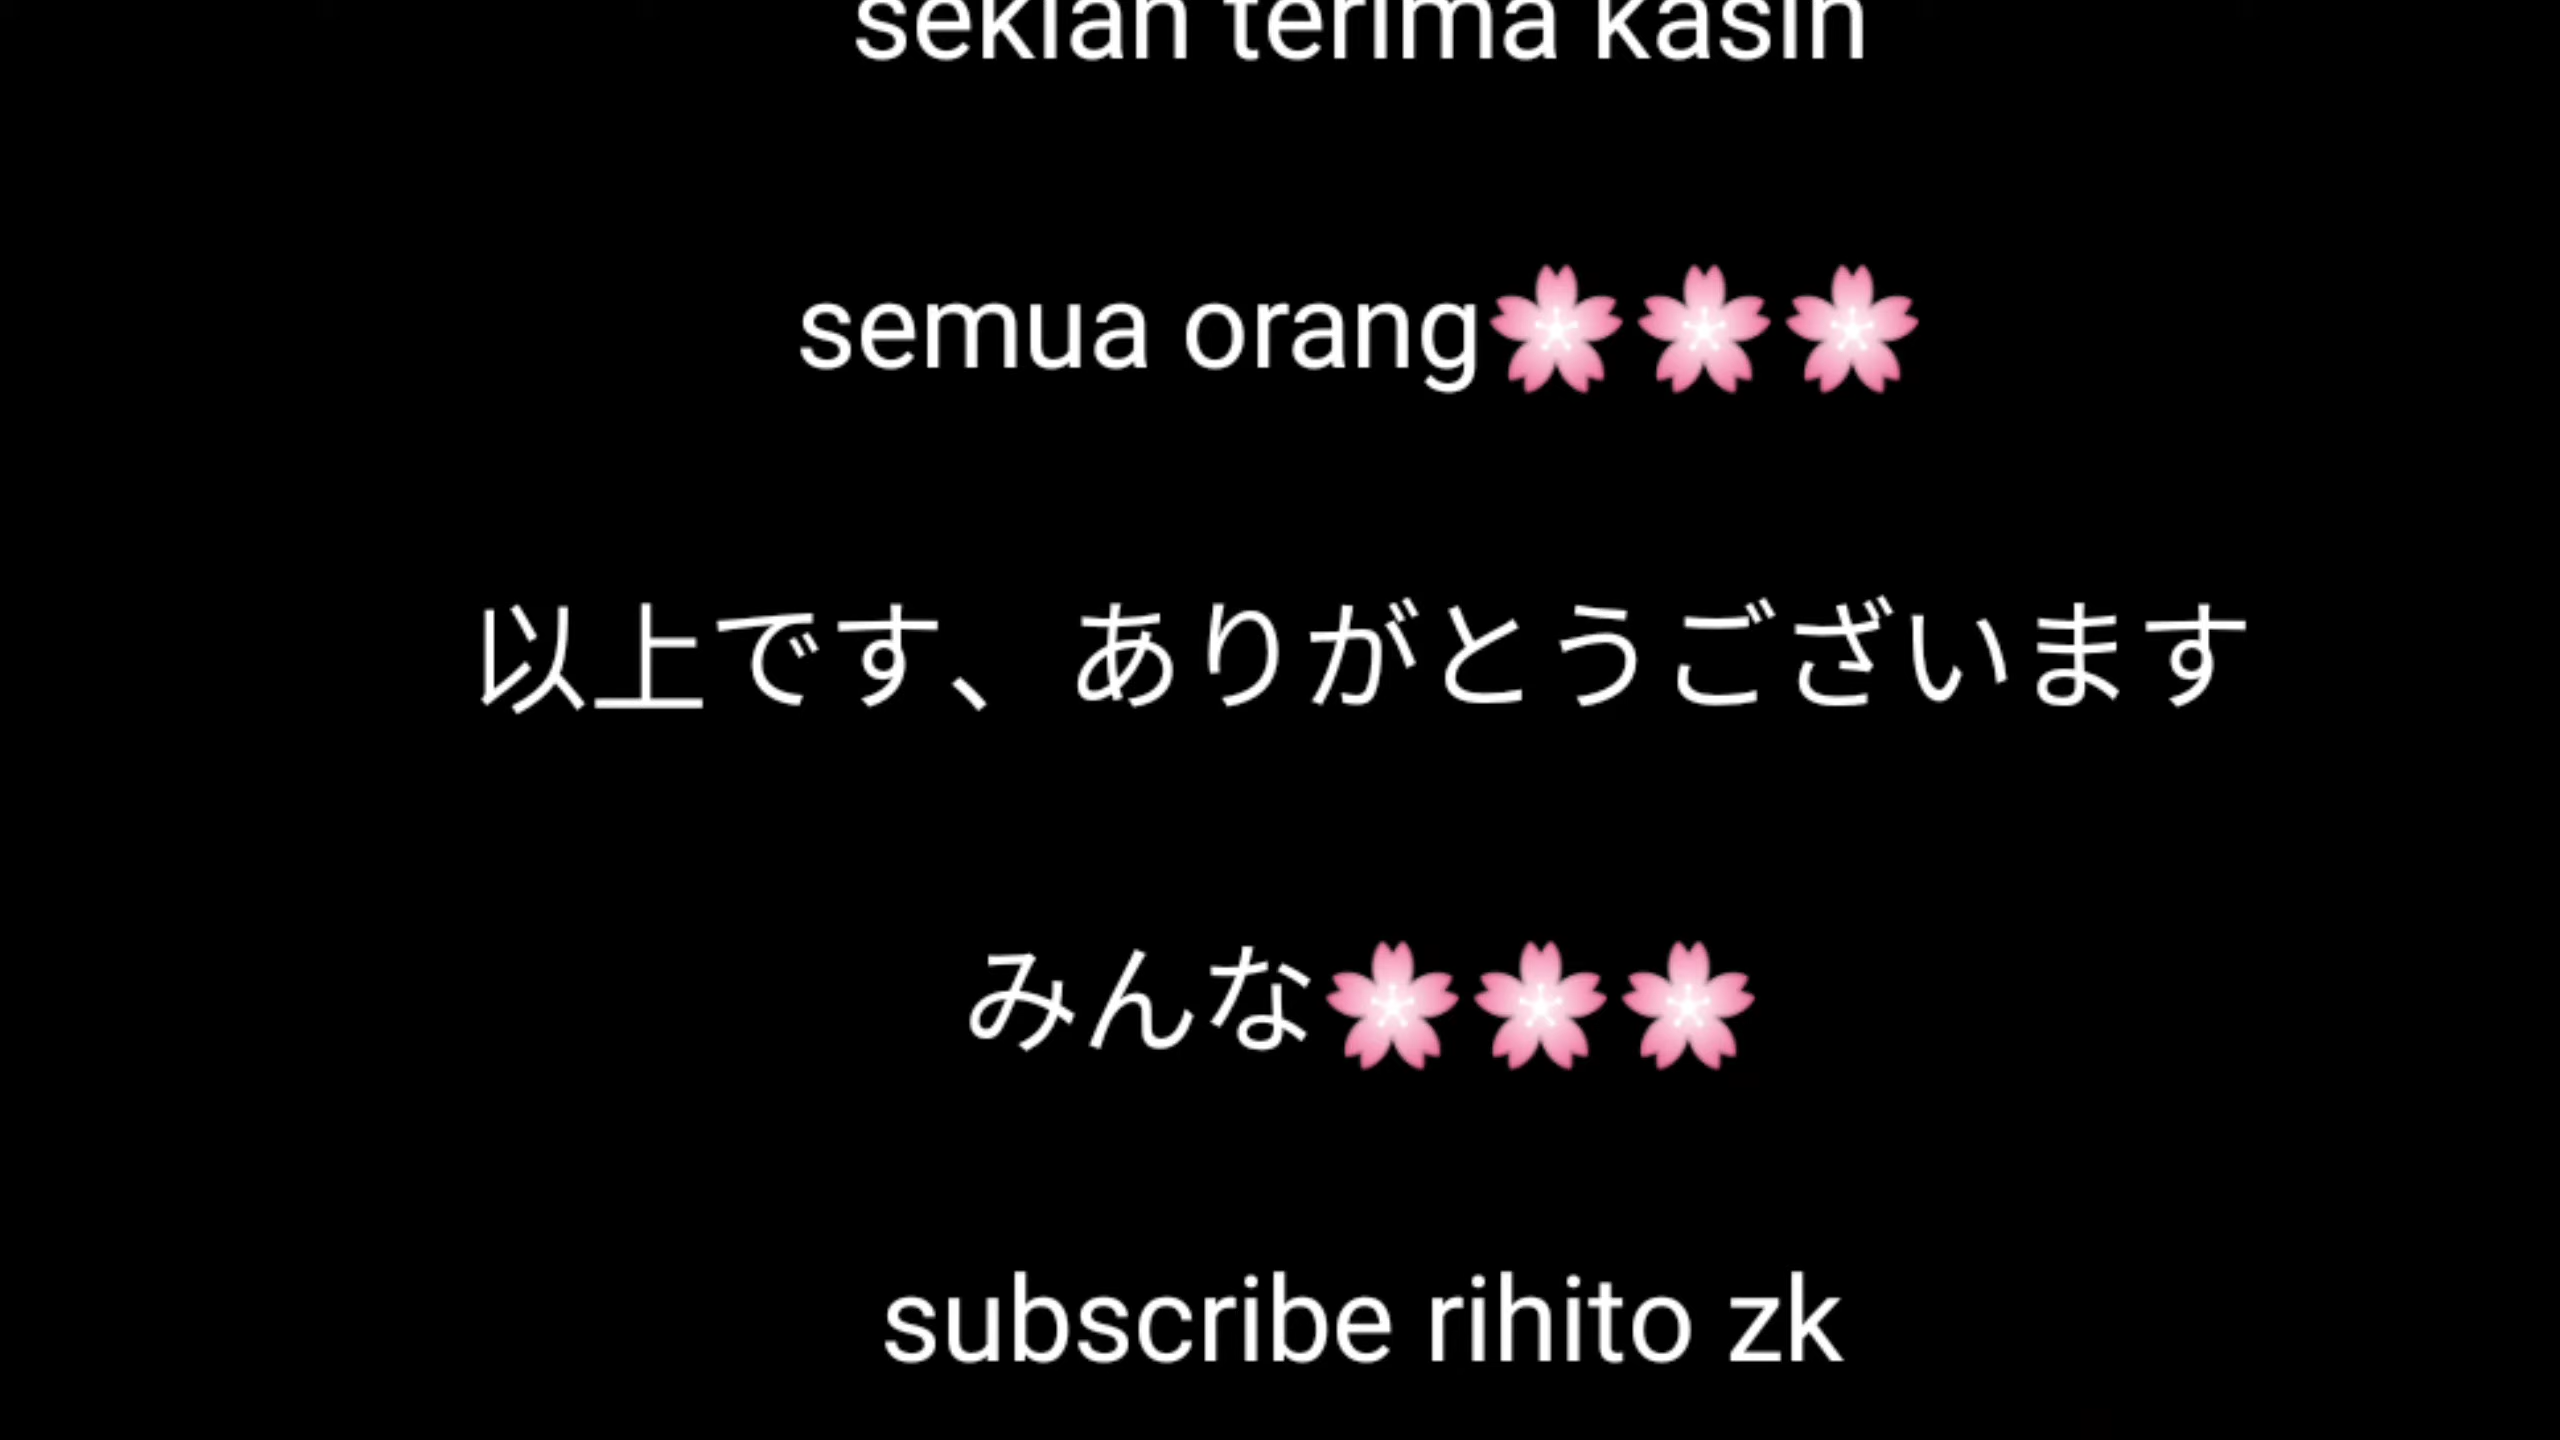 sekian terima kasih
semua orang🌸🌸🌸
以上です、ありがとうございます
みんな🌸🌸🌸
subscribe rihito zk